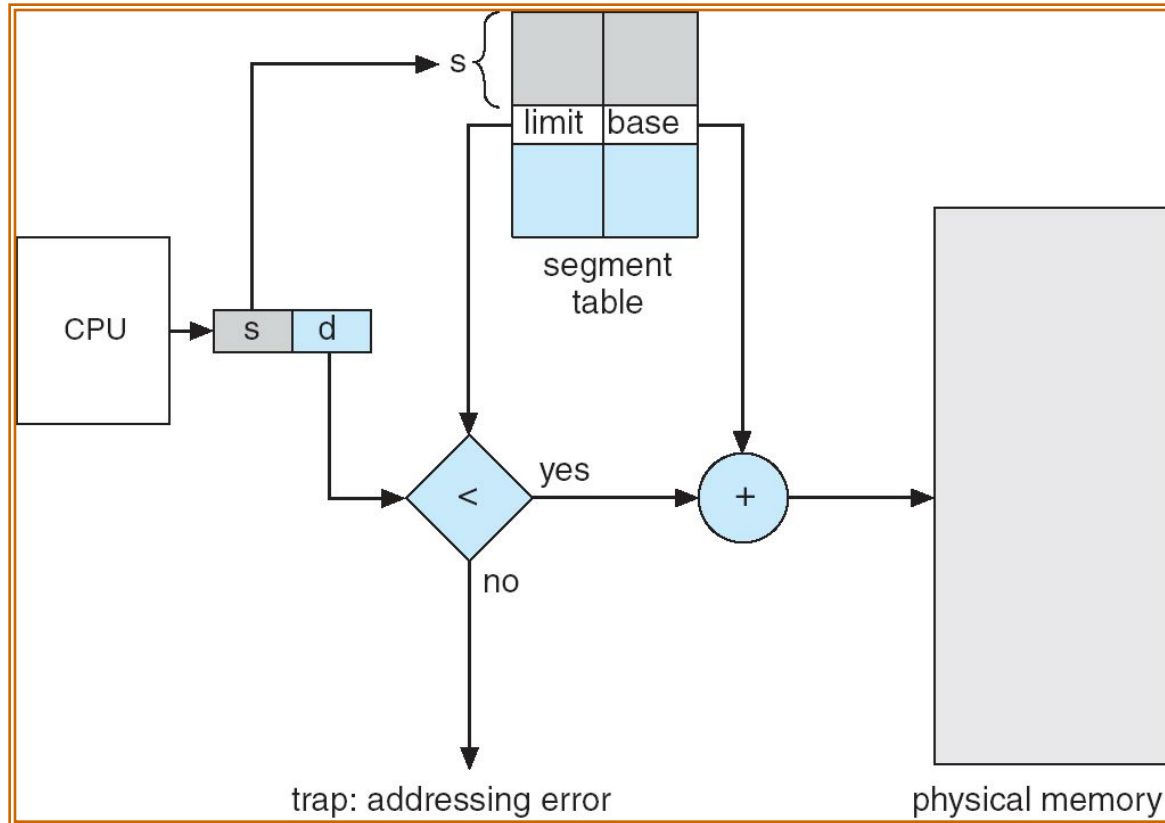 s
limit base
segment
table
CPU
s d
<
yes
+
no
trap: addressing error
physical memory